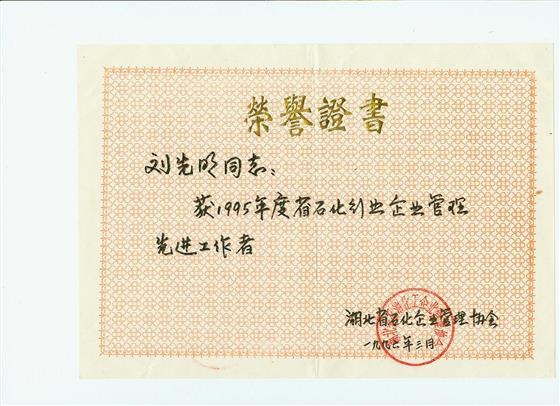 榮譽證書
刘先明同志：
获1995年度省石化行业企业管理
先进工作者
湖北省石化企业管理协会
一九九六年三月